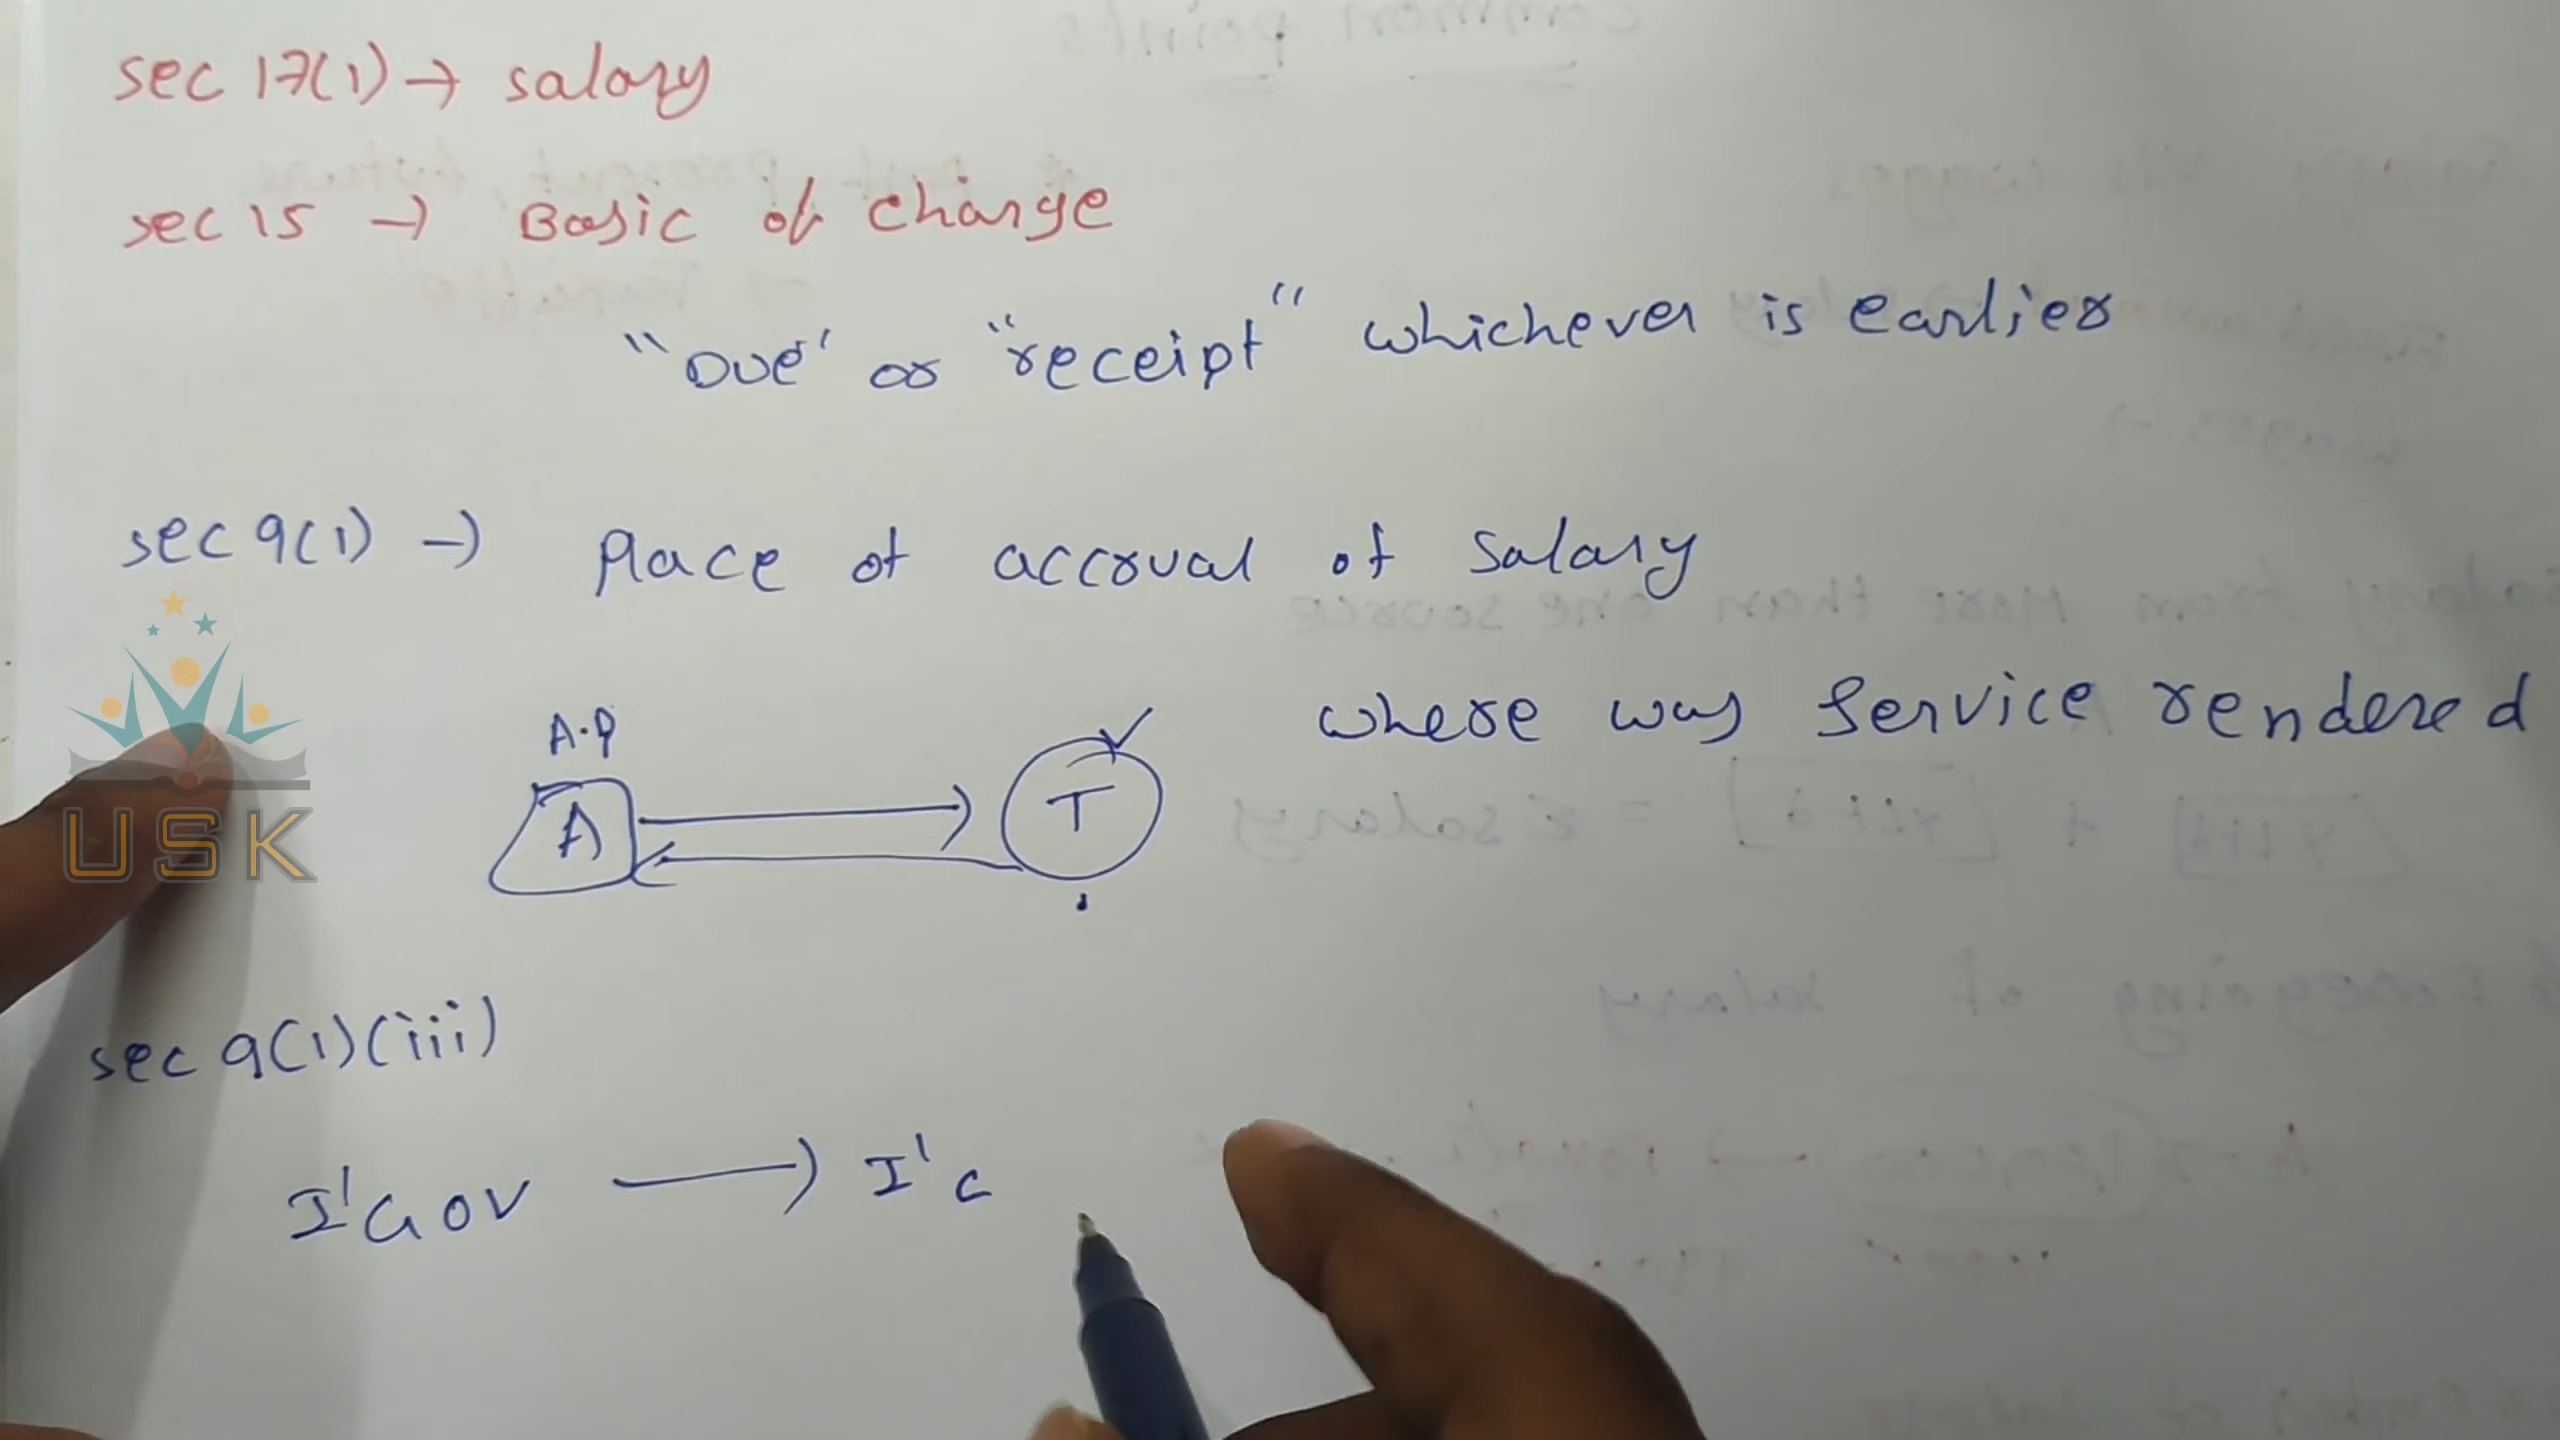 sec 17(1) → salary
sec 15 → Basic of charge
"Due' or "receipt" whichever is earlier
sec 9(1) → Place of accrual of salary
where was service rendered
A.P
A
T
USK
sec 9(1)(iii)
I'Gov → I'c